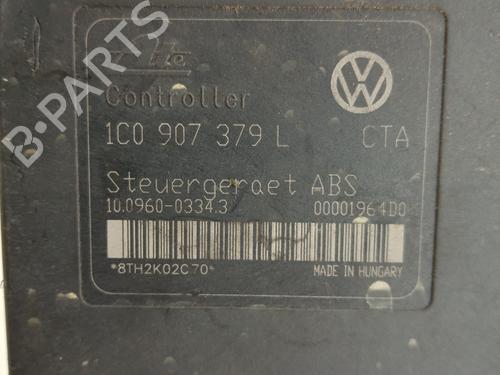 B-PARTS
Controller
1C0 907 379 L CTA
Steuergeraet ABS
10.0960-0334.3 00001964D0
*8TH2K02C70*
MADE IN HUNGARY